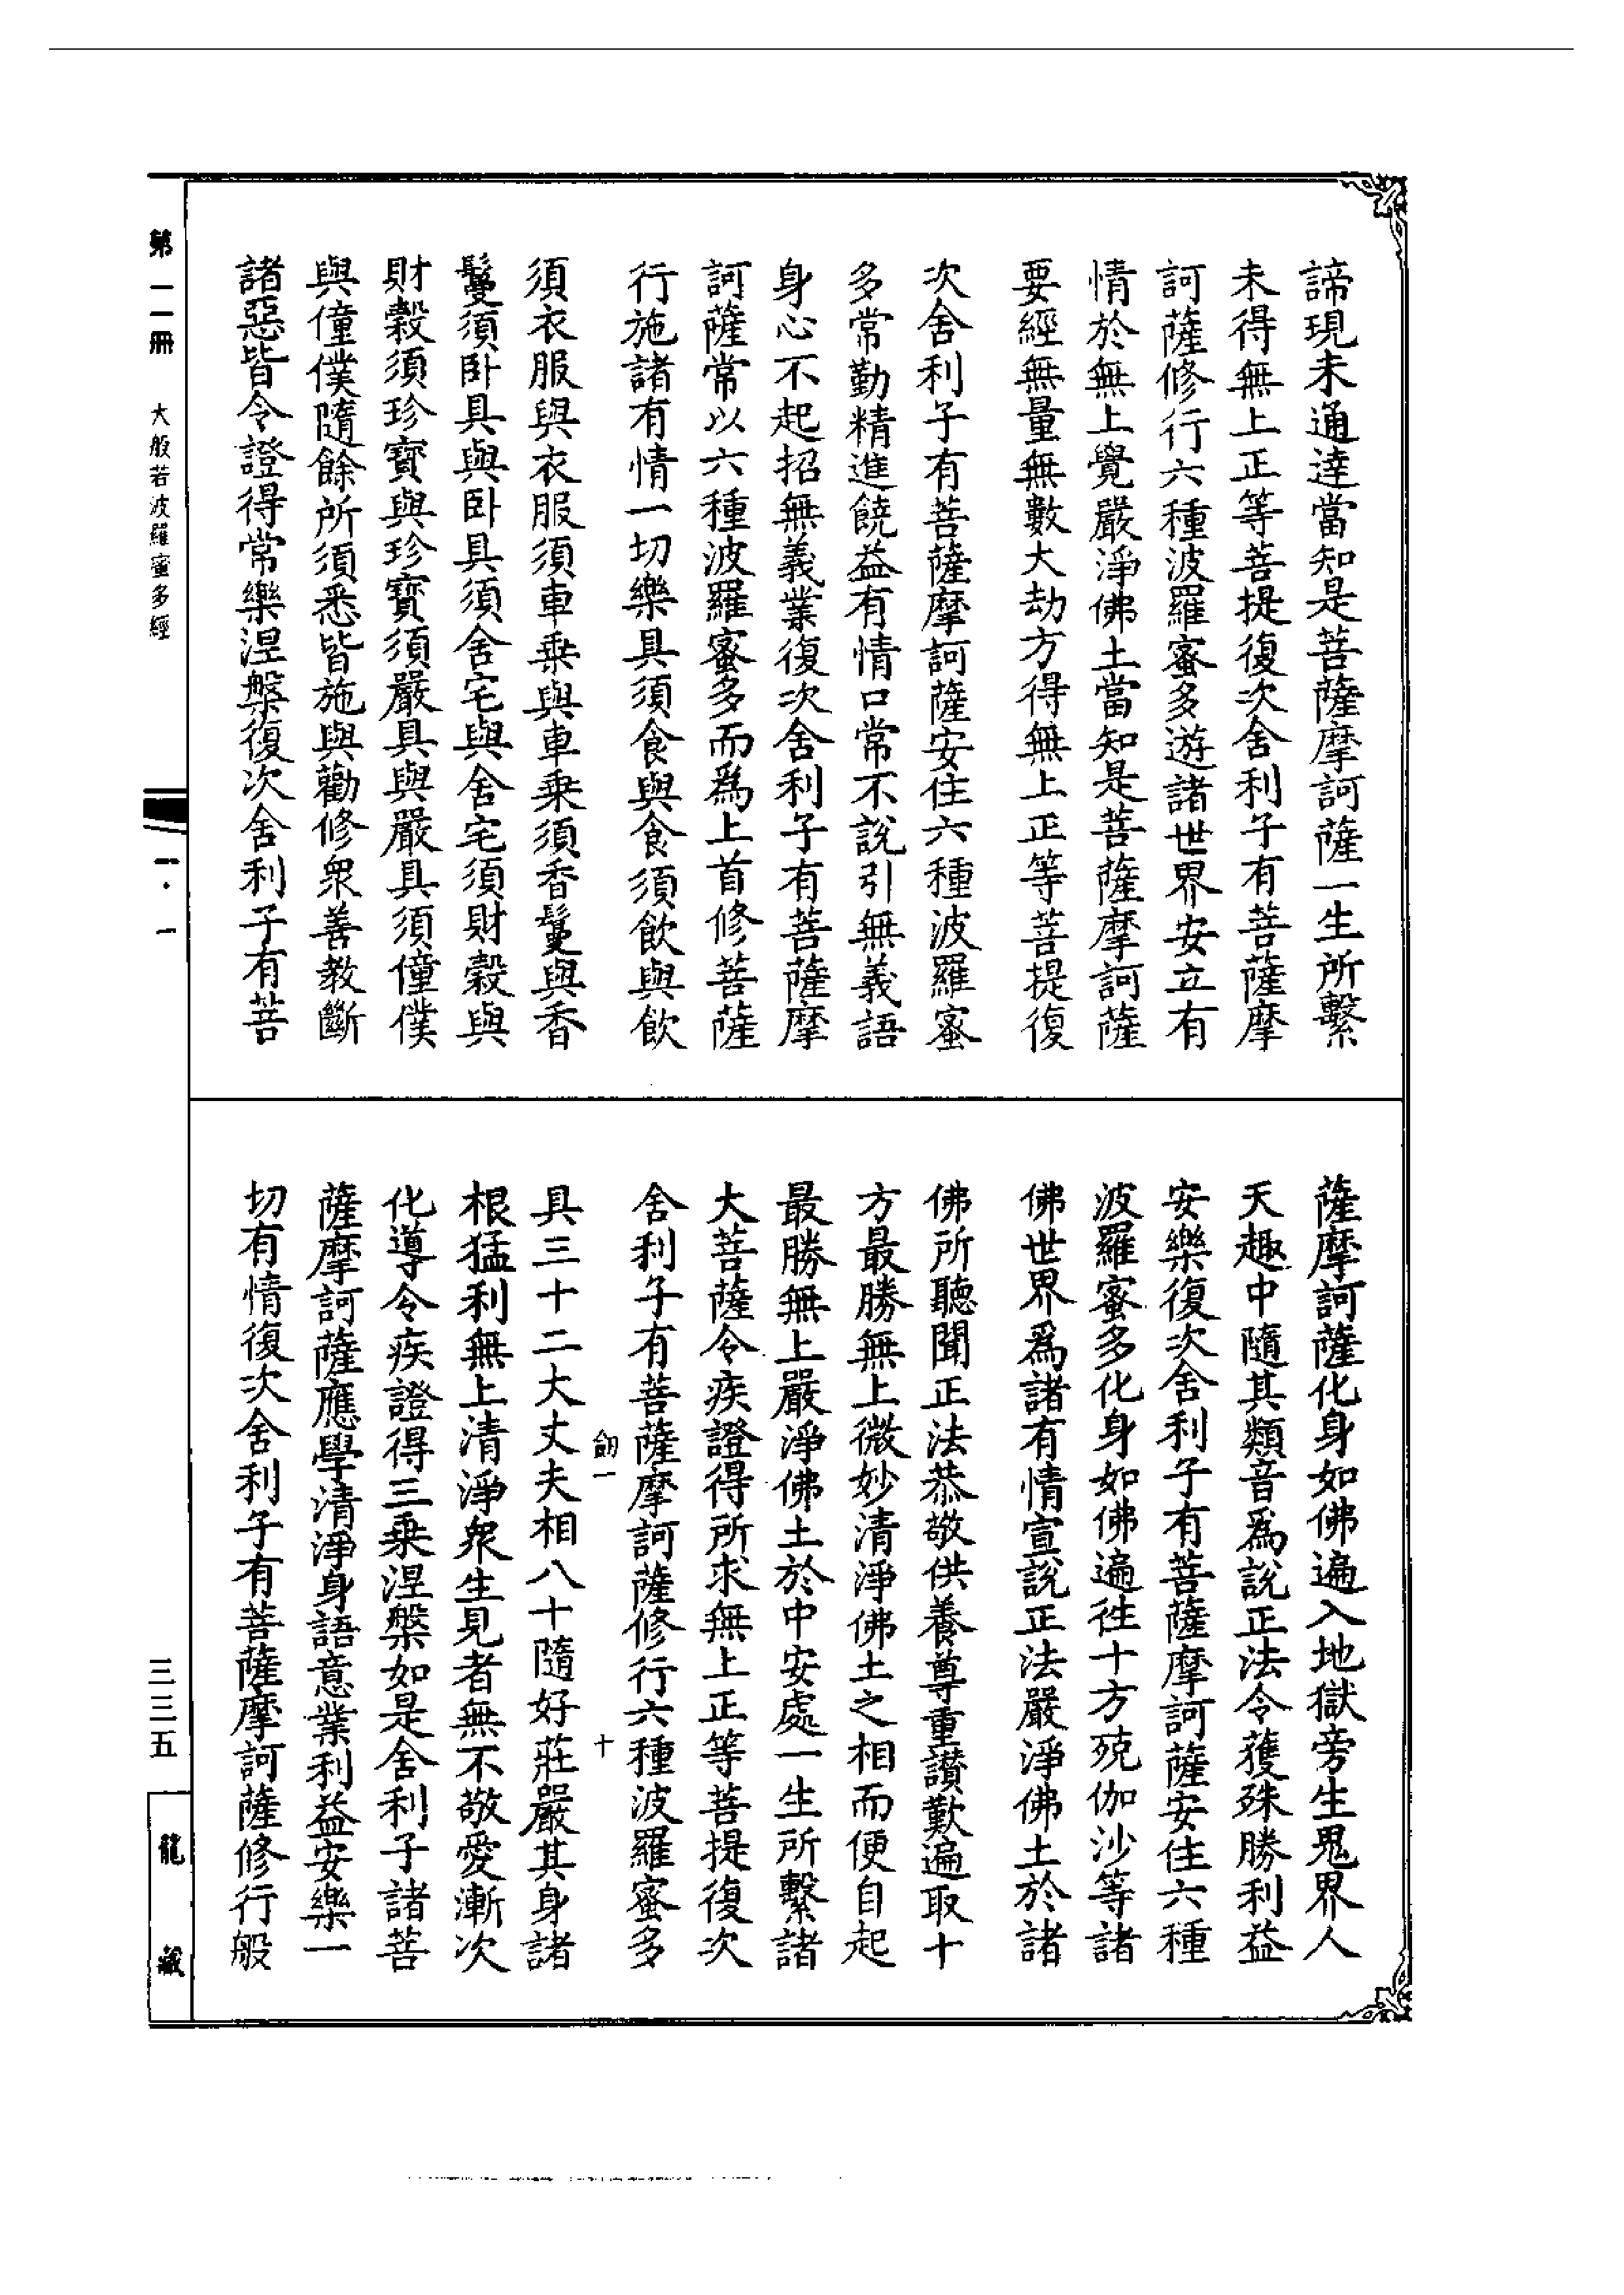 諦現未通達當知是菩薩摩訶薩一生所繫
未得無上正等菩提復次舍利子有菩薩摩
訶薩修行六種波羅蜜多遊諸世界安立有
情於無上覺嚴淨佛土當知是菩薩摩訶薩
要經無量無數大劫方得無上正等菩提復
次舍利子有菩薩摩訶薩安住六種波羅蜜
多常勤精進饒益有情口常不說引無義語
身心不起招無義業復次舍利子有菩薩摩
訶薩常以六種波羅蜜多而爲上首修菩薩
行施諸有情一切樂具須食與食須飲與飲
須衣服與衣服須車乘與車乘須香鬘與香
鬘須卧具與卧具須舍宅與舍宅須財穀與
財穀須珍寶與珍寶須嚴具與嚴具須僮僕
與僮僕隨餘所須悉皆施與勸修衆善教斷
諸惡皆令證得常樂涅槃復次舍利子有菩
薩摩訶薩化身如佛遍入地獄旁生鬼界人
天趣中隨其類音爲說正法令獲殊勝利益
安樂復次舍利子有菩薩摩訶薩安住六種
波羅蜜多化身如佛遍往十方殑伽沙等諸
佛世界爲諸有情宣說正法嚴淨佛土於諸
佛所聽聞正法恭敬供養尊重讚歎遍取十
方最勝無上微妙清淨佛土之相而便自起
最勝無上嚴淨佛土於中安處一生所繫諸
大菩薩令疾證得所求無上正等菩提復次
舍利子有菩薩摩訶薩修行六種波羅蜜多
劒一 十
具三十二大丈夫相八十隨好莊嚴其身諸
根猛利無上清淨衆生見者無不敬愛漸次
化導令疾證得三乘涅槃如是舍利子諸菩
薩摩訶薩應學清淨身語意業利益安樂一
切有情復次舍利子有菩薩摩訶薩修行般
第二冊 大般若波羅蜜多經
三三五
龍藏